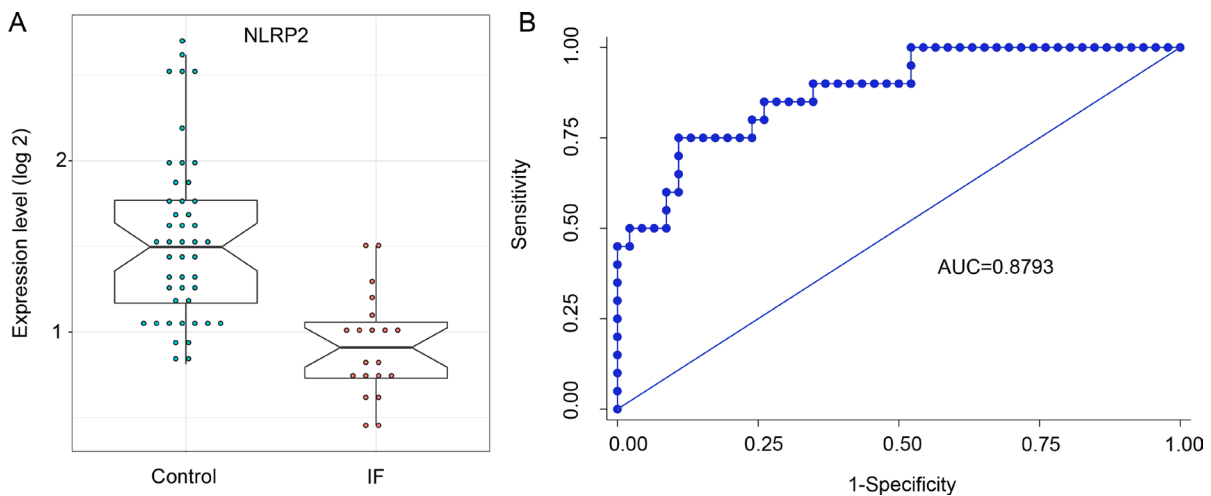 A
NLRP2
Expression level (log 2)
2
1
Control
IF
B
Sensitivity
1.00
0.75
0.50
0.25
0.00
AUC=0.8793
0.00
0.25
0.50
0.75
1.00
1-Specificity